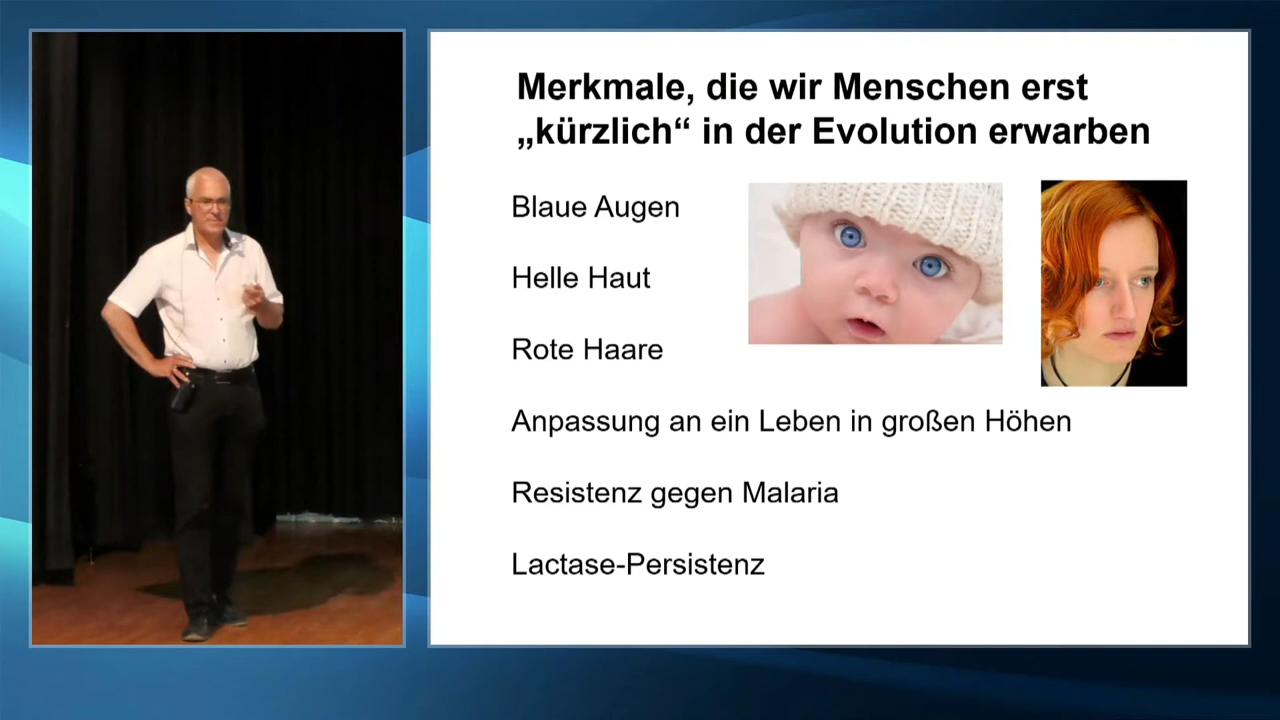 Merkmale, die wir Menschen erst
„kürzlich“ in der Evolution erwarben
Blaue Augen
Helle Haut
Rote Haare
Anpassung an ein Leben in großen Höhen
Resistenz gegen Malaria
Lactase-Persistenz